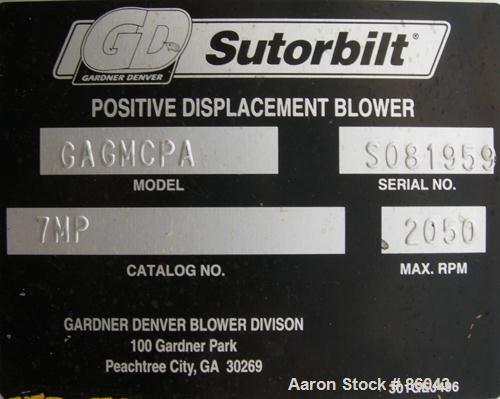 GD
GARDNER DENVER
Sutorbilt®
POSITIVE DISPLACEMENT BLOWER
GAGMCPA
S081959
MODEL
SERIAL NO.
7MP
2050
CATALOG NO.
MAX. RPM
GARDNER DENVER BLOWER DIVISON
100 Gardner Park
Peachtree City, GA 30269
Aaron Stock #